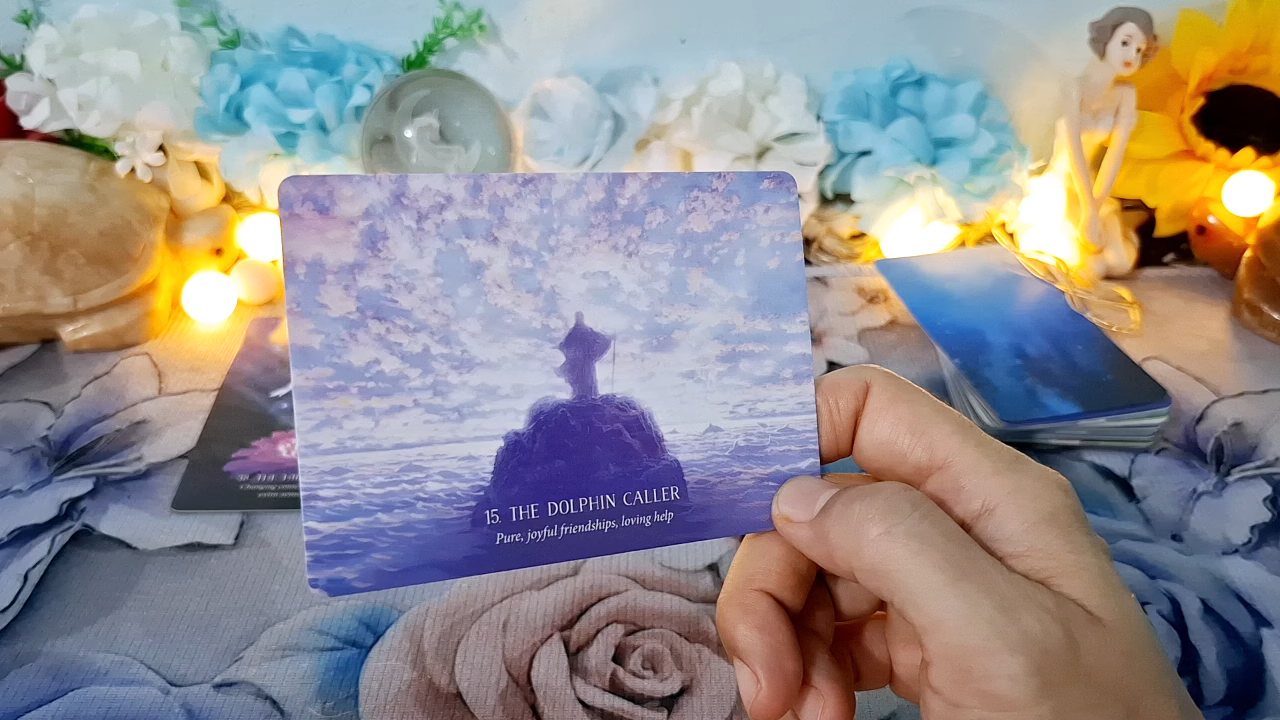 15. THE DOLPHIN CALLER
Pure, joyful friendships, loving help